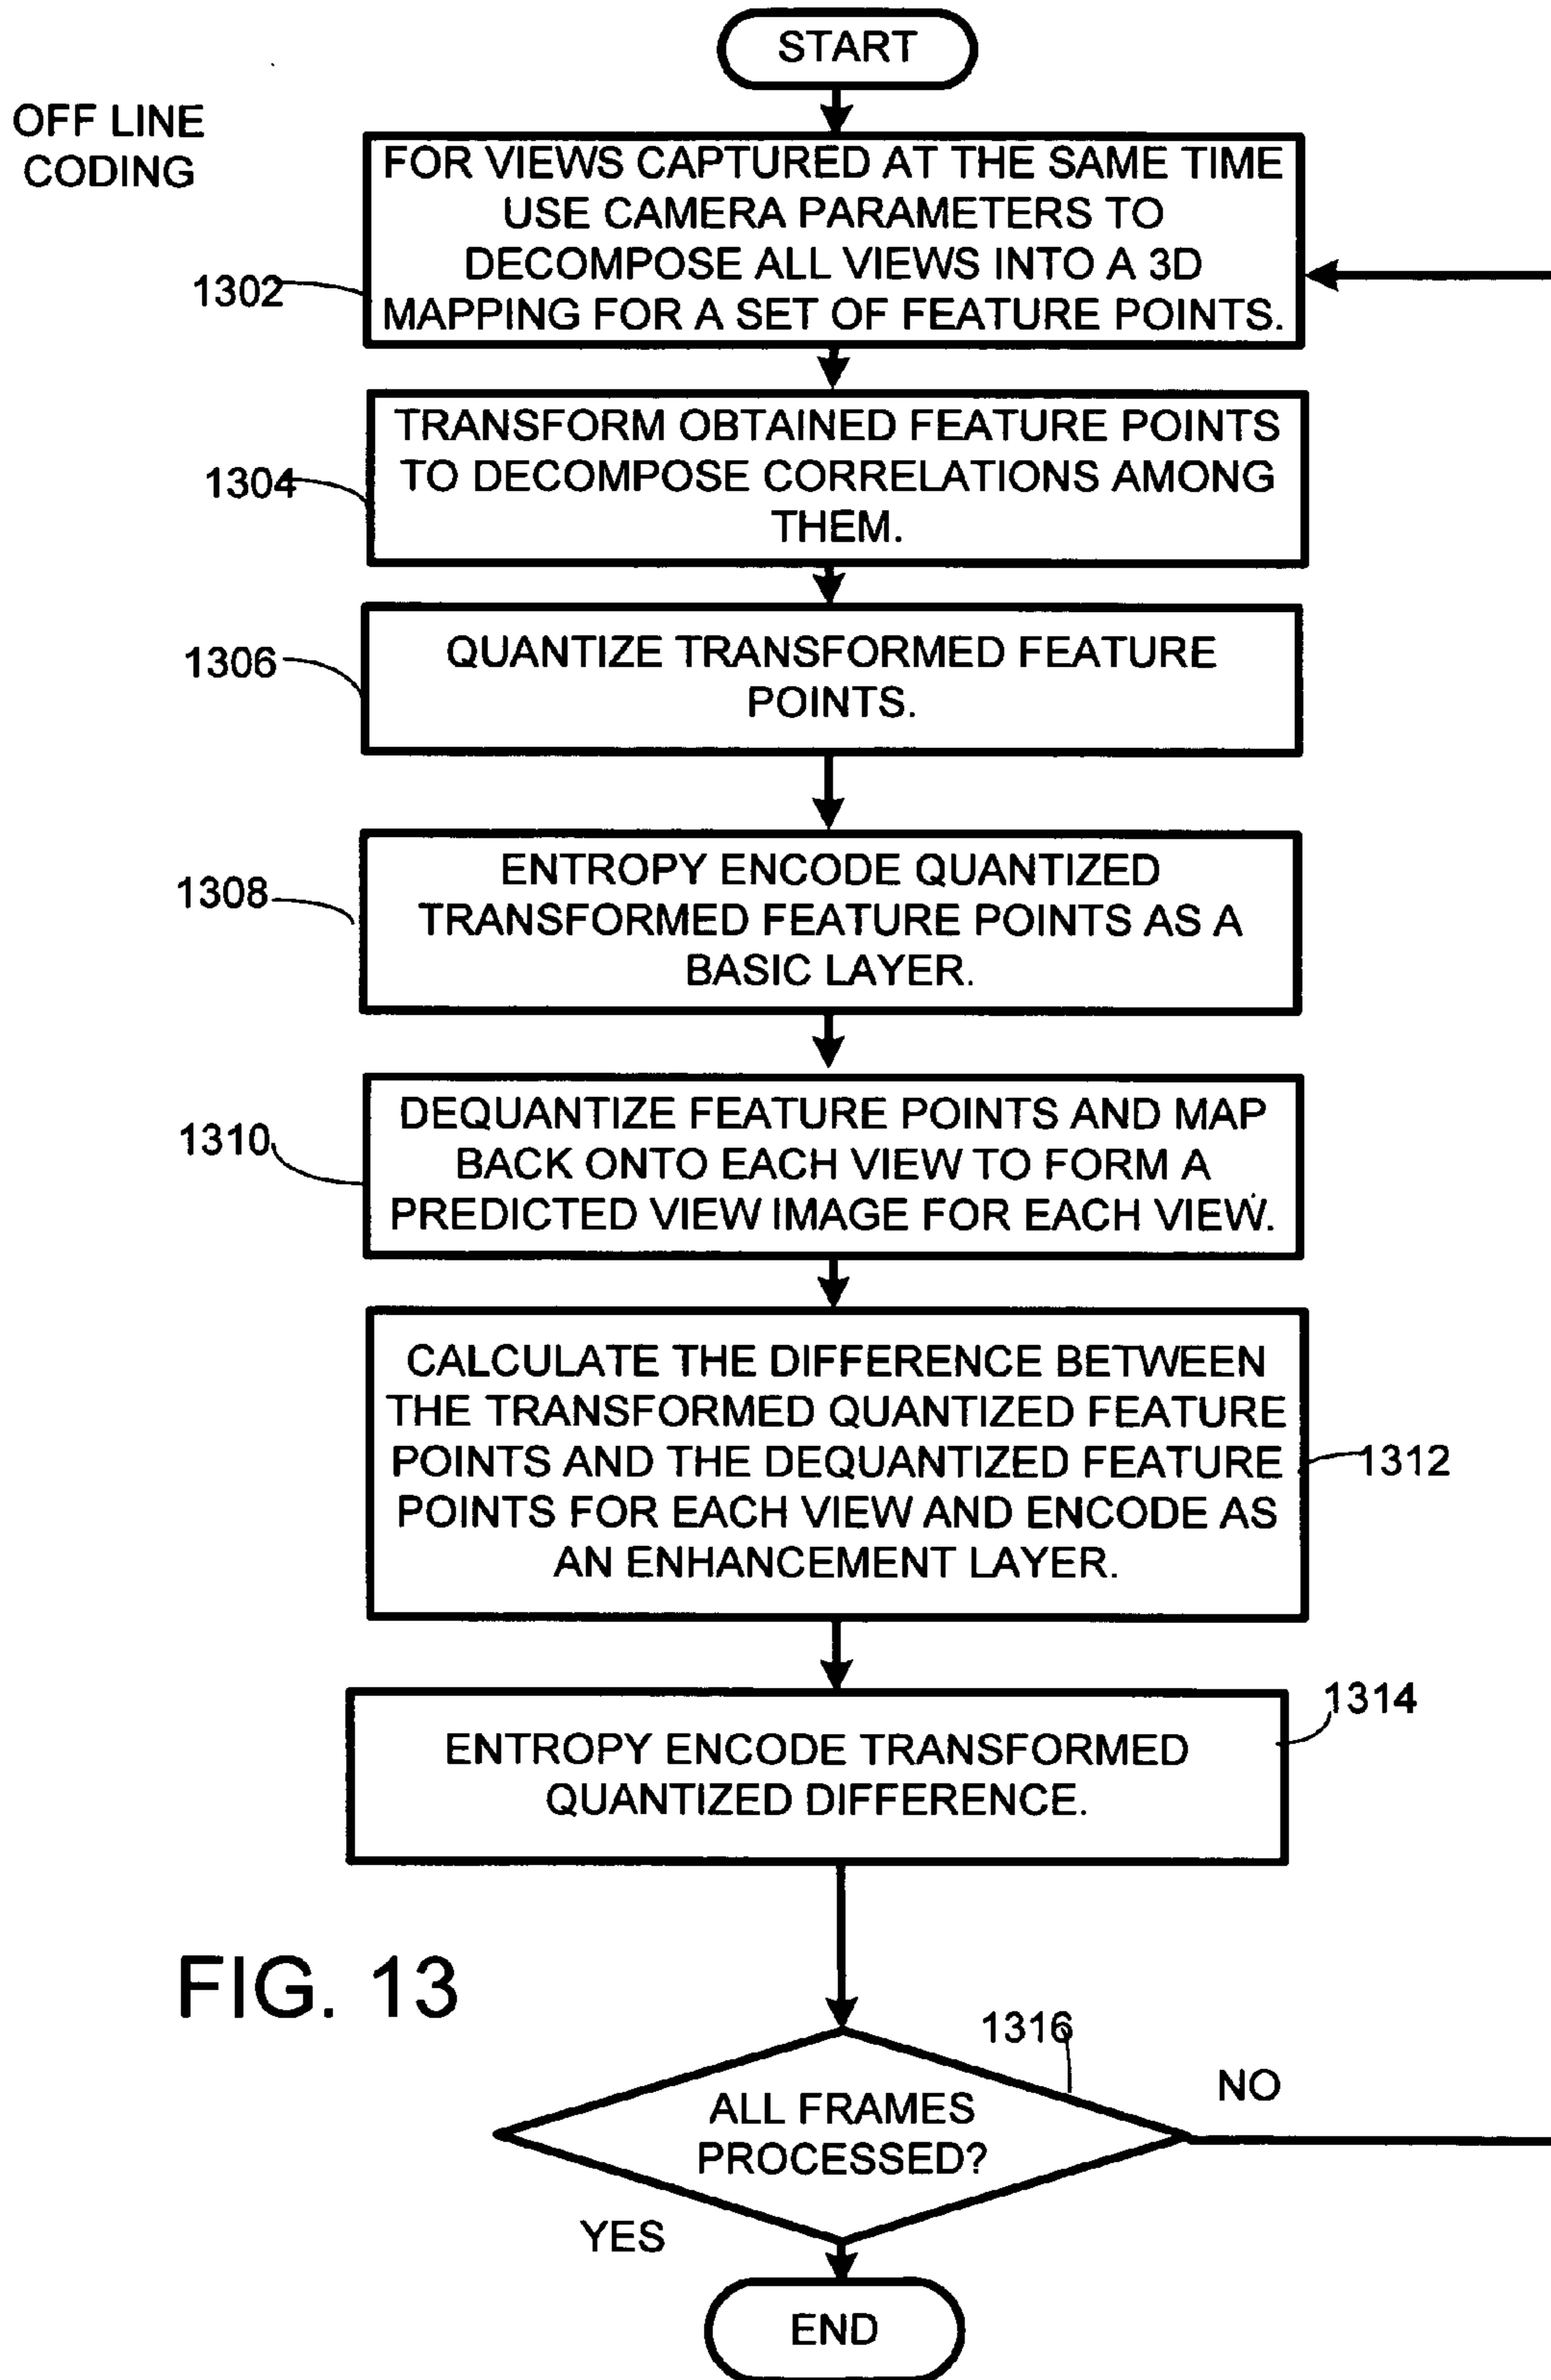 START
OFF LINE
CODING
FOR VIEWS CAPTURED AT THE SAME TIME
USE CAMERA PARAMETERS TO
DECOMPOSE ALL VIEWS INTO A 3D
MAPPING FOR A SET OF FEATURE POINTS.
1302
TRANSFORM OBTAINED FEATURE POINTS
TO DECOMPOSE CORRELATIONS AMONG
THEM.
1304
QUANTIZE TRANSFORMED FEATURE
POINTS.
1306
ENTROPY ENCODE QUANTIZED
TRANSFORMED FEATURE POINTS AS A
BASIC LAYER.
1308
DEQUANTIZE FEATURE POINTS AND MAP
BACK ONTO EACH VIEW TO FORM A
PREDICTED VIEW IMAGE FOR EACH VIEW.
1310
CALCULATE THE DIFFERENCE BETWEEN
THE TRANSFORMED QUANTIZED FEATURE
POINTS AND THE DEQUANTIZED FEATURE
POINTS FOR EACH VIEW AND ENCODE AS
AN ENHANCEMENT LAYER.
1312
ENTROPY ENCODE TRANSFORMED
QUANTIZED DIFFERENCE.
1314
FIG. 13
1316
ALL FRAMES
PROCESSED?
NO
YES
END